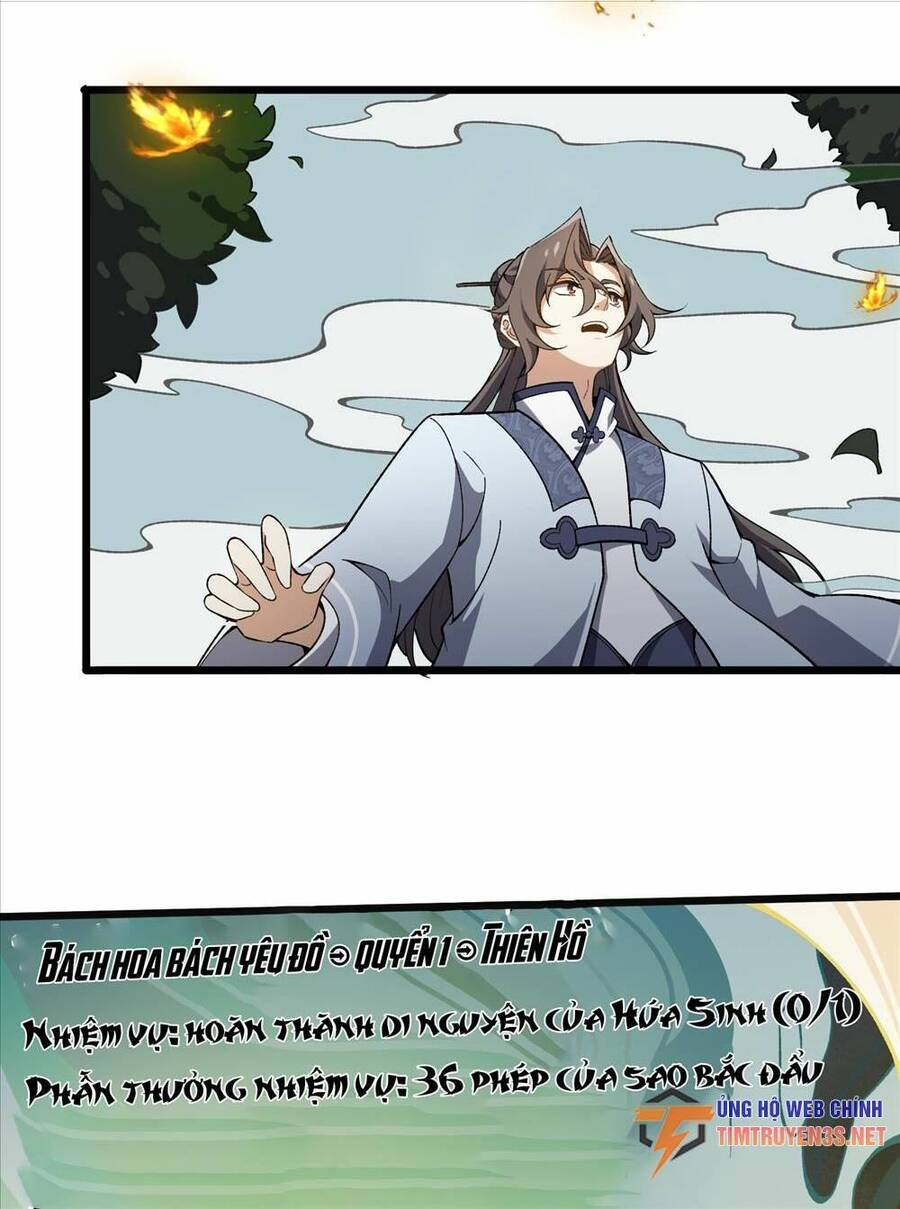 BÁCH HOA BÁCH YÊU ĐỒ → QUYỂN 1 → THIÊN HỒ
NHIỆM VỤ: HOÀN THÀNH DI NGUYỆN CỦA HỨA SINH (0/1)
PHẦN THƯỞNG NHIỆM VỤ: 36 PHÉP CỦA SAO BẮC ĐẨU
ỦNG HỘ WEB CHÍNH
TIMTRUYEN3S.NET